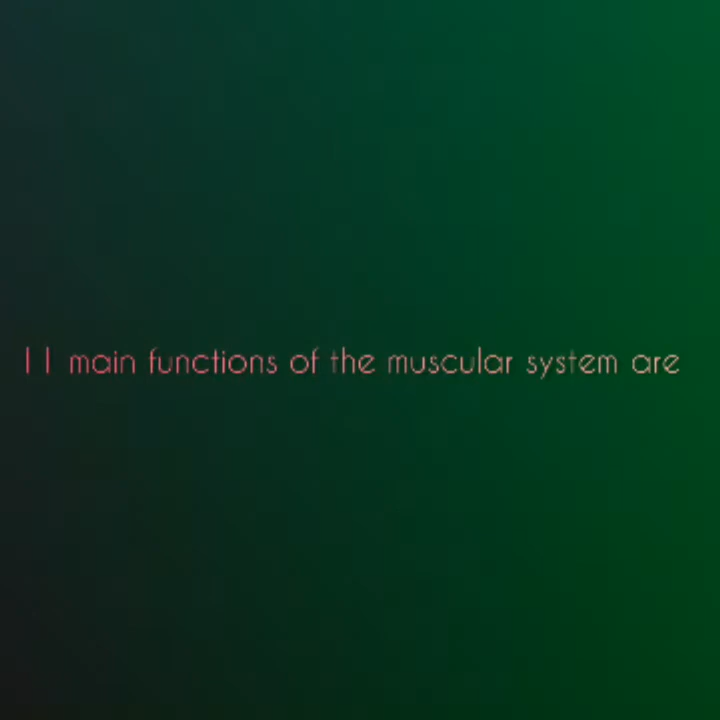 11 main functions of the muscular system are